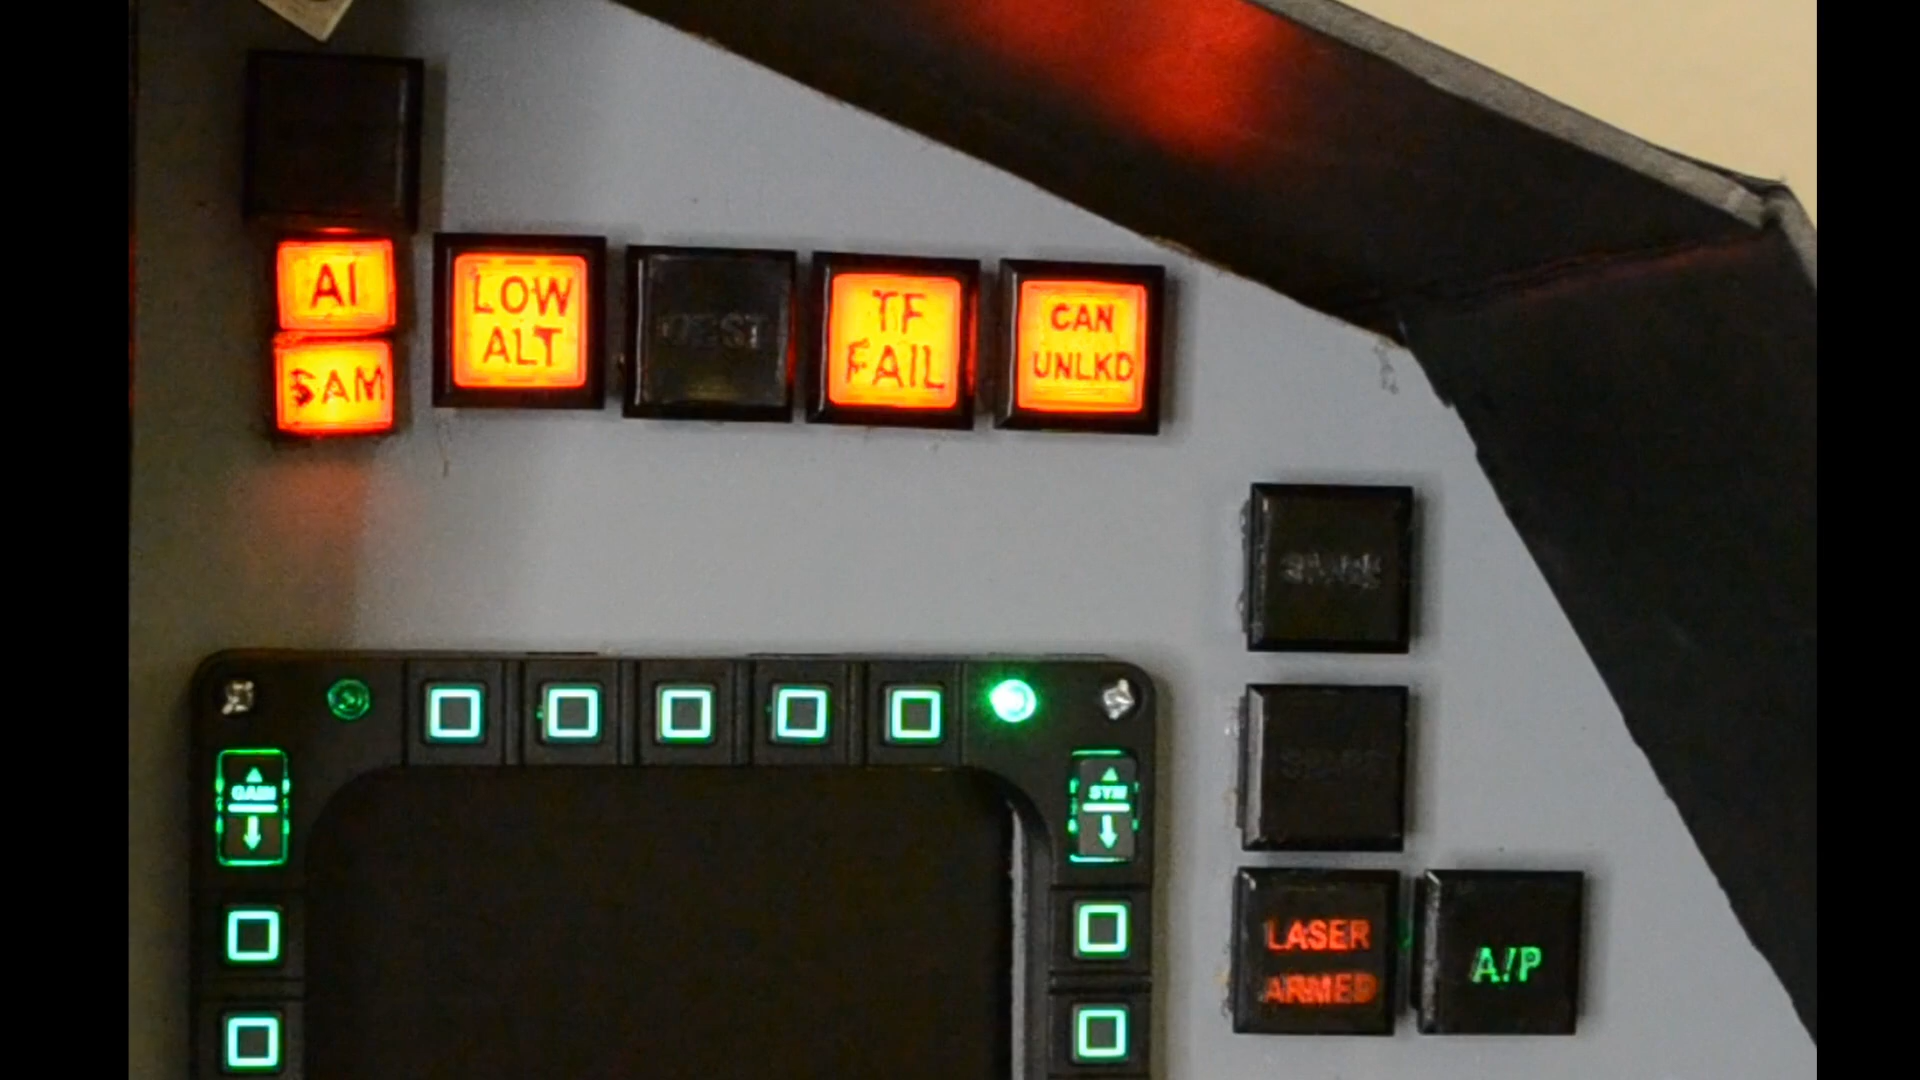 AI
SAM
LOW
ALT
TF
FAIL
CAN
UNLKD
GAIN
SYM
LASER
ARMED
A/P